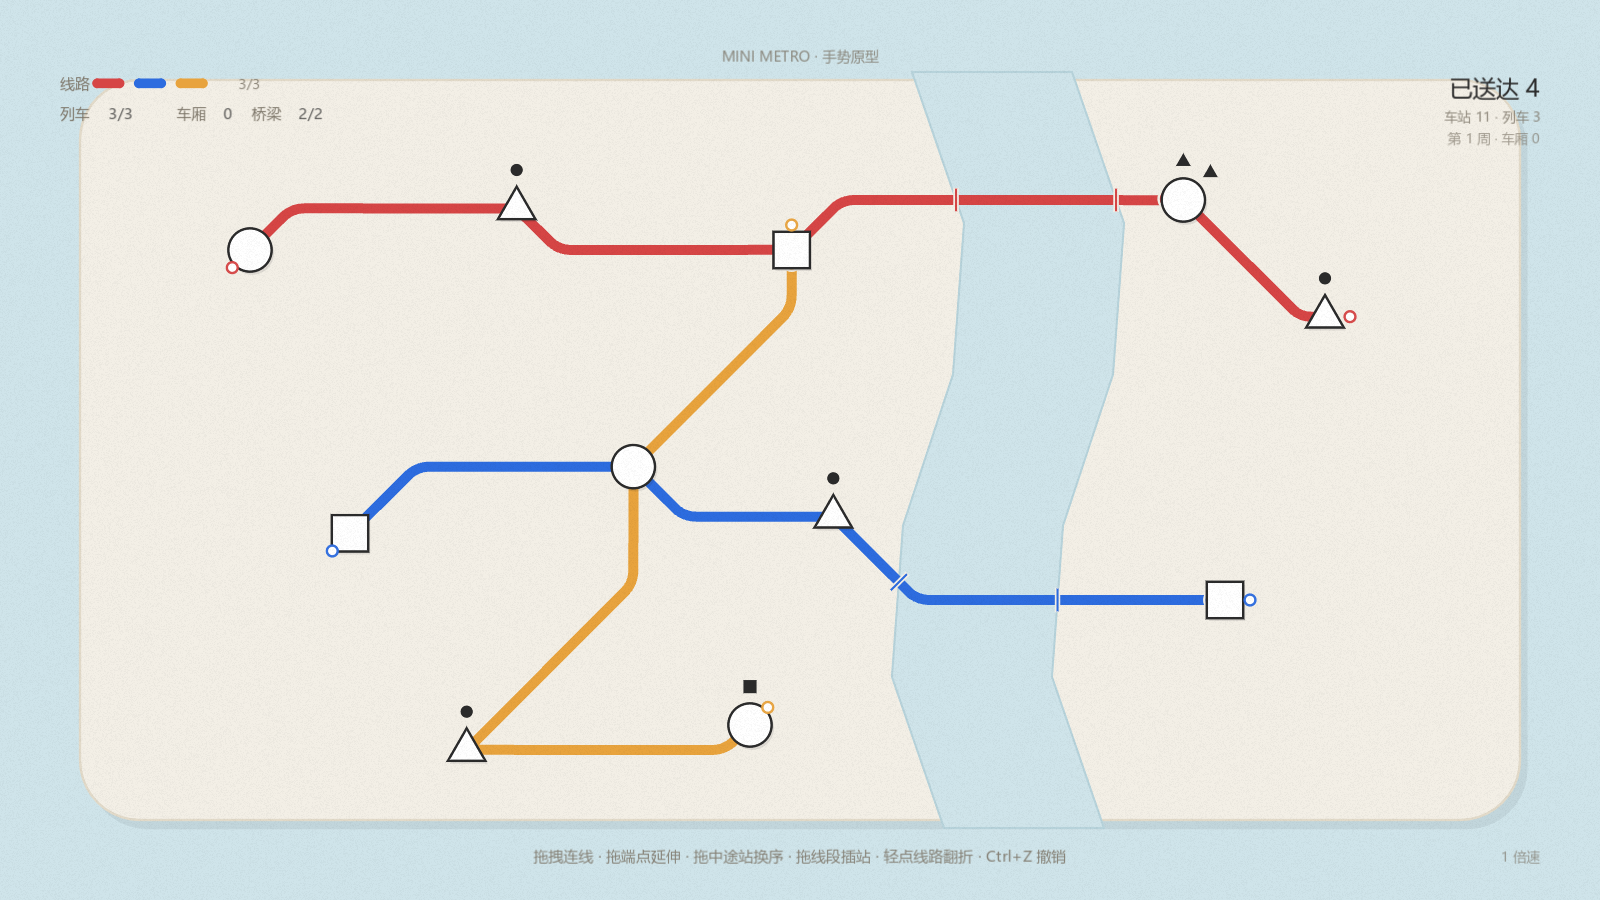 MINI METRO · 手势原型
线路 3/3
列车 3/3 车厢 0 桥梁 2/2
已送达 4
车站 11 · 列车 3
第 1 周 · 车厢 0
拖拽连线 · 拖端点延伸 · 拖中途站换序 · 拖线段插站 · 轻点线路翻折 · Ctrl+Z 撤销
1 倍速